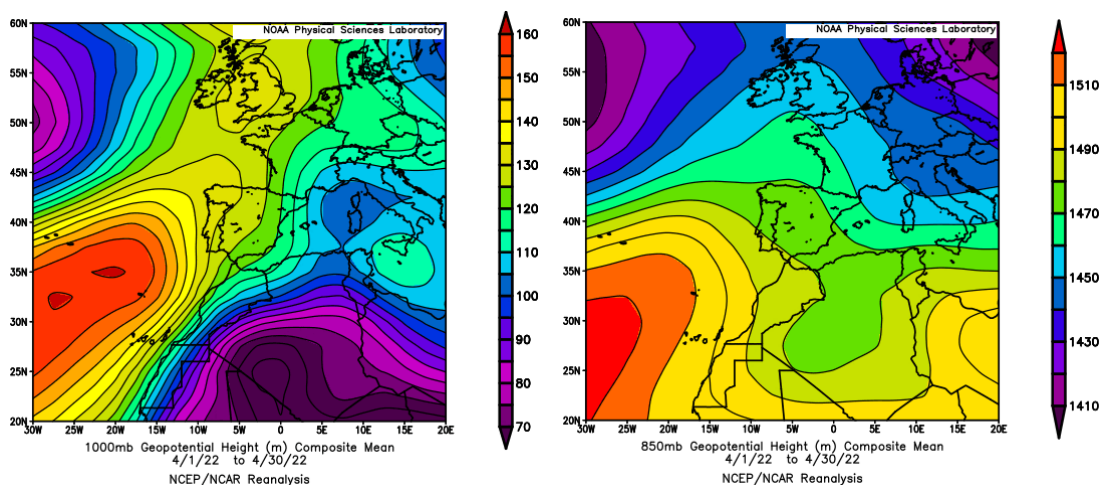 NOAA Physical Sciences Laboratory
60N
55N
50N
45N
40N
35N
30N
25N
20N
30W 25W 20W 15W 10W 5W 0 5E 10E 15E 20E
160
150
140
130
120
110
100
90
80
70
1000mb Geopotential Height (m) Composite Mean
4/1/22 to 4/30/22
NCEP/NCAR Reanalysis
NOAA Physical Sciences Laboratory
60N
55N
50N
45N
40N
35N
30N
25N
20N
30W 25W 20W 15W 10W 5W 0 5E 10E 15E 20E
1510
1490
1470
1450
1430
1410
850mb Geopotential Height (m) Composite Mean
4/1/22 to 4/30/22
NCEP/NCAR Reanalysis